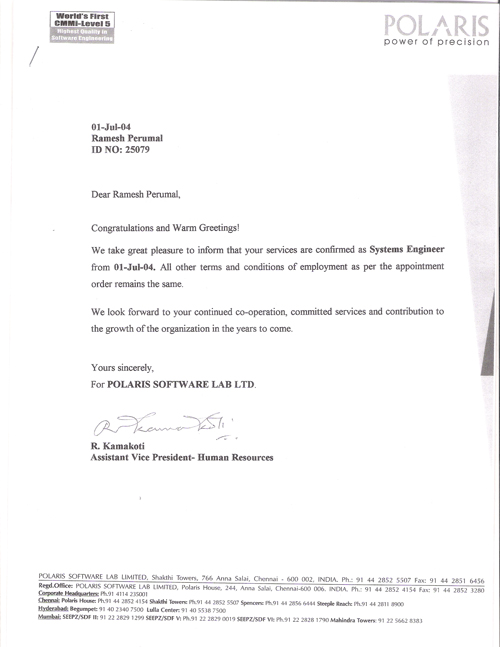 World's First
CMMi-Level 5
Highest Quality in
Software Engineering
POLARIS
power of precision
01-Jul-04
Ramesh Perumal
ID NO: 25079
Dear Ramesh Perumal,
Congratulations and Warm Greetings!
We take great pleasure to inform that your services are confirmed as Systems Engineer
from 01-Jul-04. All other terms and conditions of employment as per the appointment
order remains the same.
We look forward to your continued co-operation, committed services and contribution to
the growth of the organization in the years to come.
Yours sincerely,
For POLARIS SOFTWARE LAB LTD.
R. Kamakoti
R. Kamakoti
Assistant Vice President- Human Resources
POLARIS SOFTWARE LAB LIMITED, Shakthi Towers, 766 Anna Salai, Chennai - 600 002, INDIA. Ph.: 91 44 2852 5507 Fax: 91 44 2851 6456
Regd.Office: POLARIS SOFTWARE LAB LIMITED, Polaris House, 244, Anna Salai, Chennai-600 006. INDIA. Ph.: 91 44 2852 4154 Fax: 91 44 2852 3280
Corporate Headquarters: Ph.91 4114 235001
Chennai: Polaris House: Ph.91 44 2852 4154 Shakthi Towers: Ph.91 44 2852 5507 Spencers: Ph.91 44 2856 6444 Steeple Reach: Ph.91 44 2811 8900
Hyderabad: Begumpet: 91 40 2340 7500 Lulla Center: 91 40 5538 7500
Mumbai: SEEPZ/SDF II: 91 22 2829 1299 SEEPZ/SDF V: Ph.91 22 2829 0019 SEEPZ/SDF VI: Ph.91 22 2828 1790 Mahindra Towers: 91 22 5662 8383